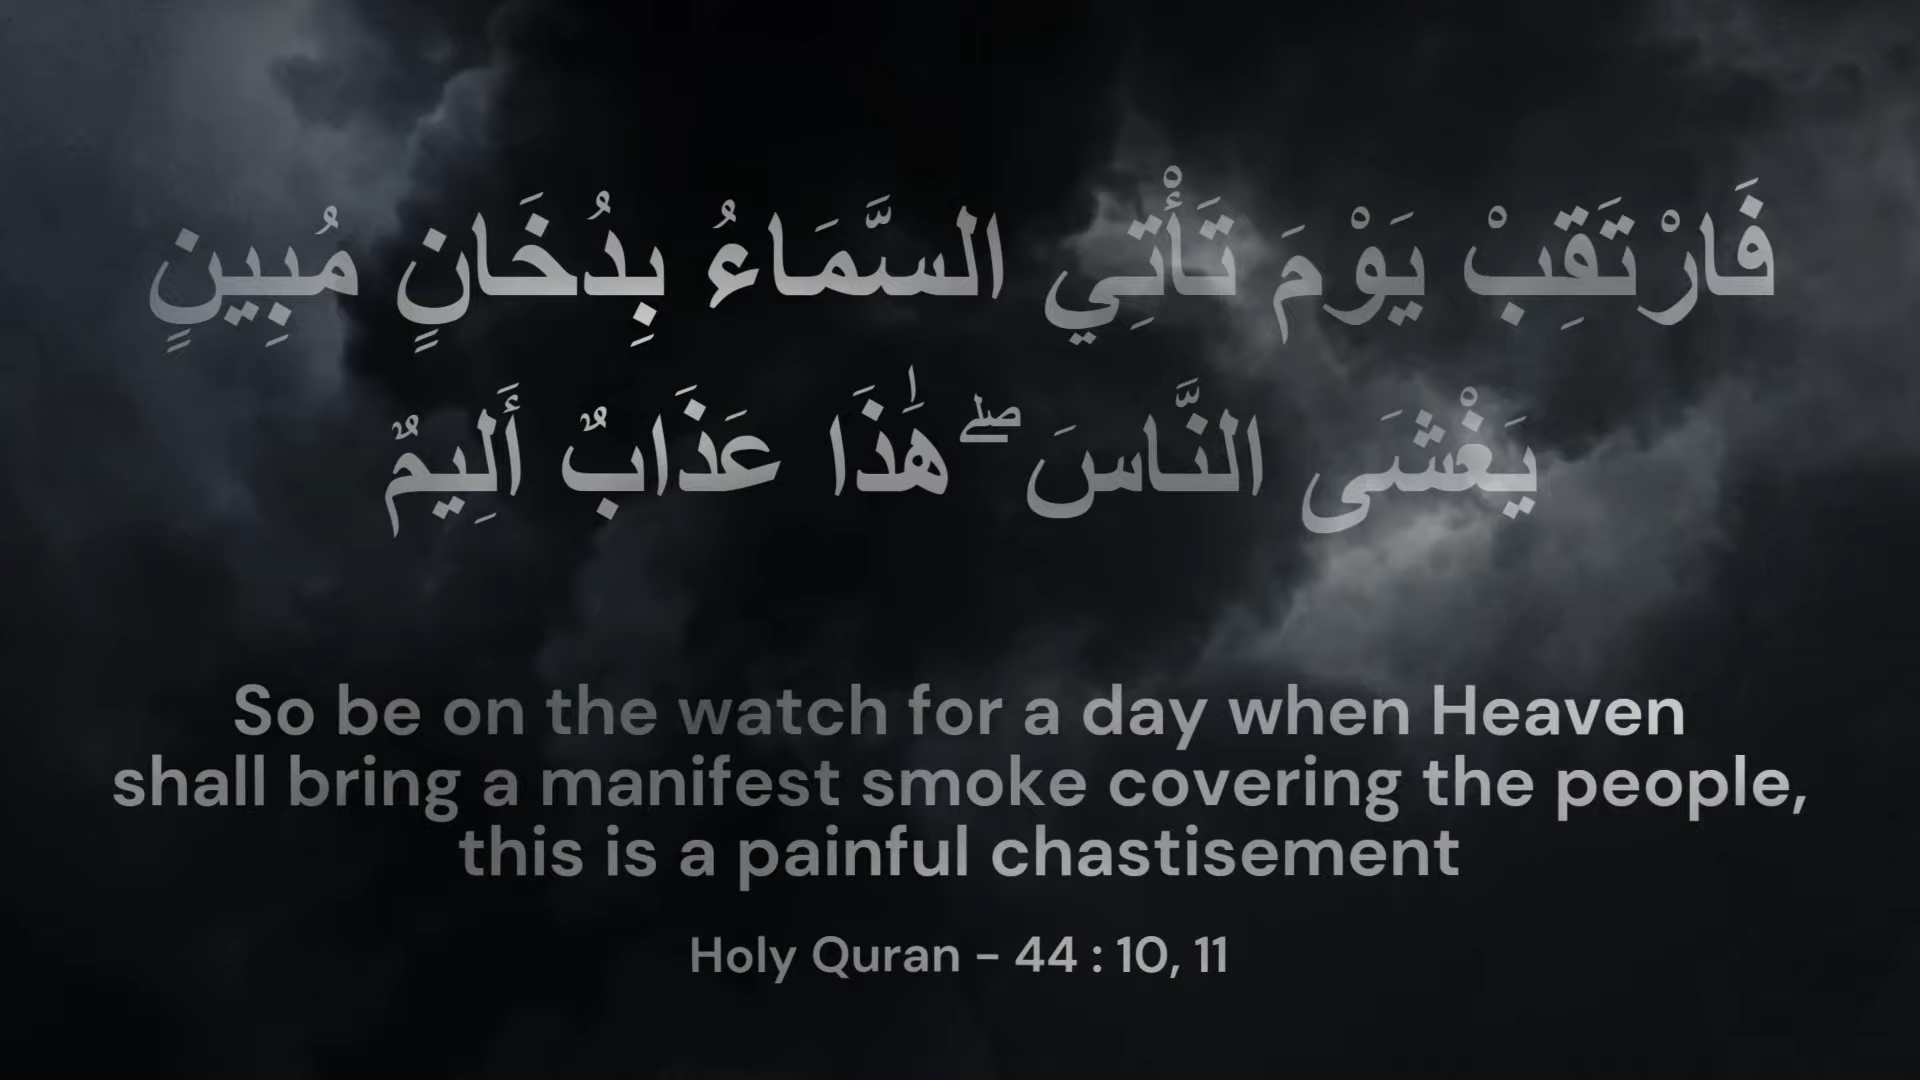 فَارْتَقِبْ يَوْمَ تَأْتِي السَّمَاءُ بِدُخَانٍ مُبِينٍ
يَغْشَى النَّاسَ ۖ هَٰذَا عَذَابٌ أَلِيمٌ
So be on the watch for a day when Heaven
shall bring a manifest smoke covering the people,
this is a painful chastisement
Holy Quran - 44 : 10, 11